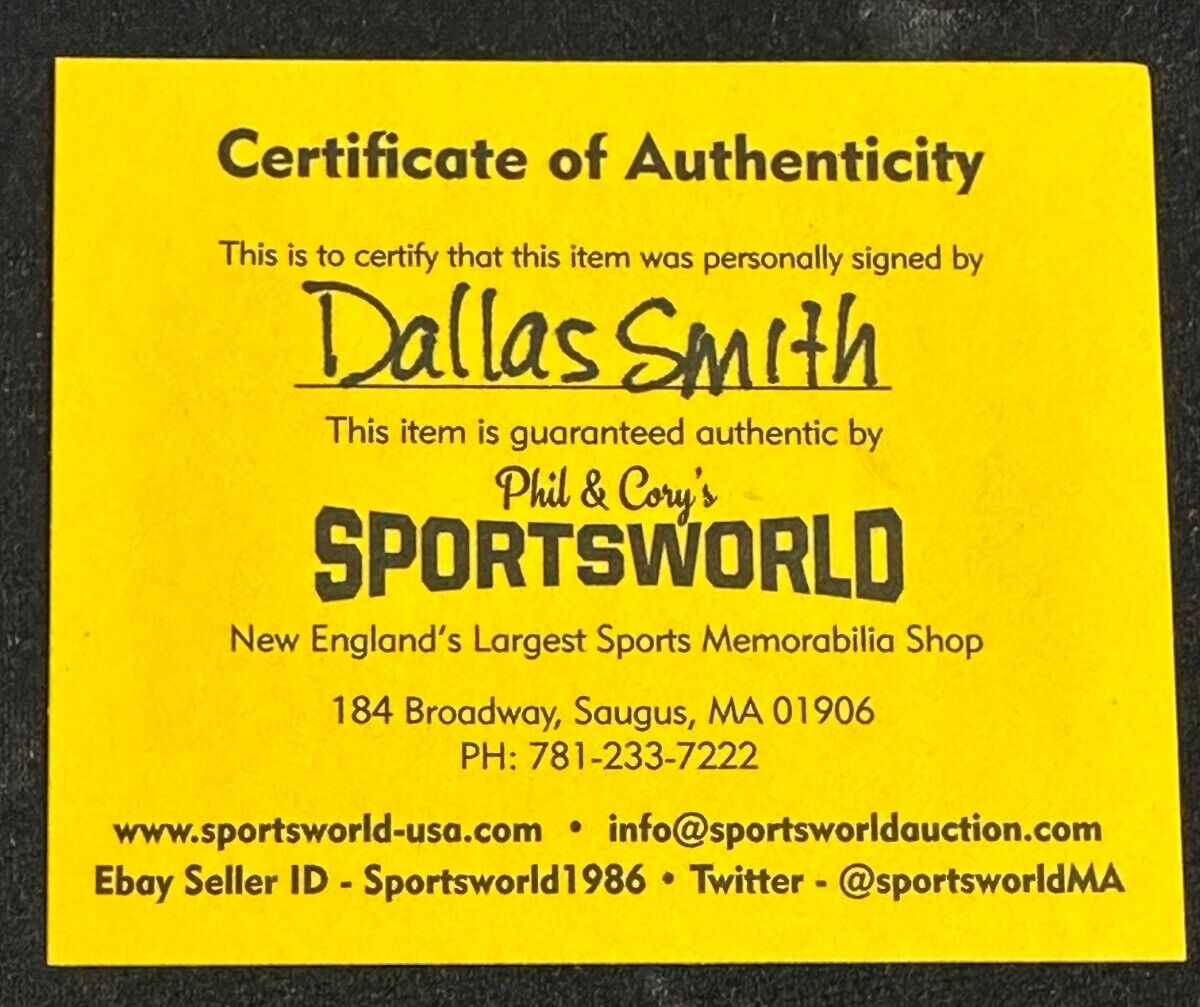 Certificate of Authenticity
This is to certify that this item was personally signed by
Dallas Smith
This item is guaranteed authentic by
Phil & Cory's
SPORTSWORLD
New England's Largest Sports Memorabilia Shop
184 Broadway, Saugus, MA 01906
PH: 781-233-7222
www.sportsworld-usa.com • info@sportsworldauction.com
Ebay Seller ID - Sportsworld1986 • Twitter - @sportsworldMA